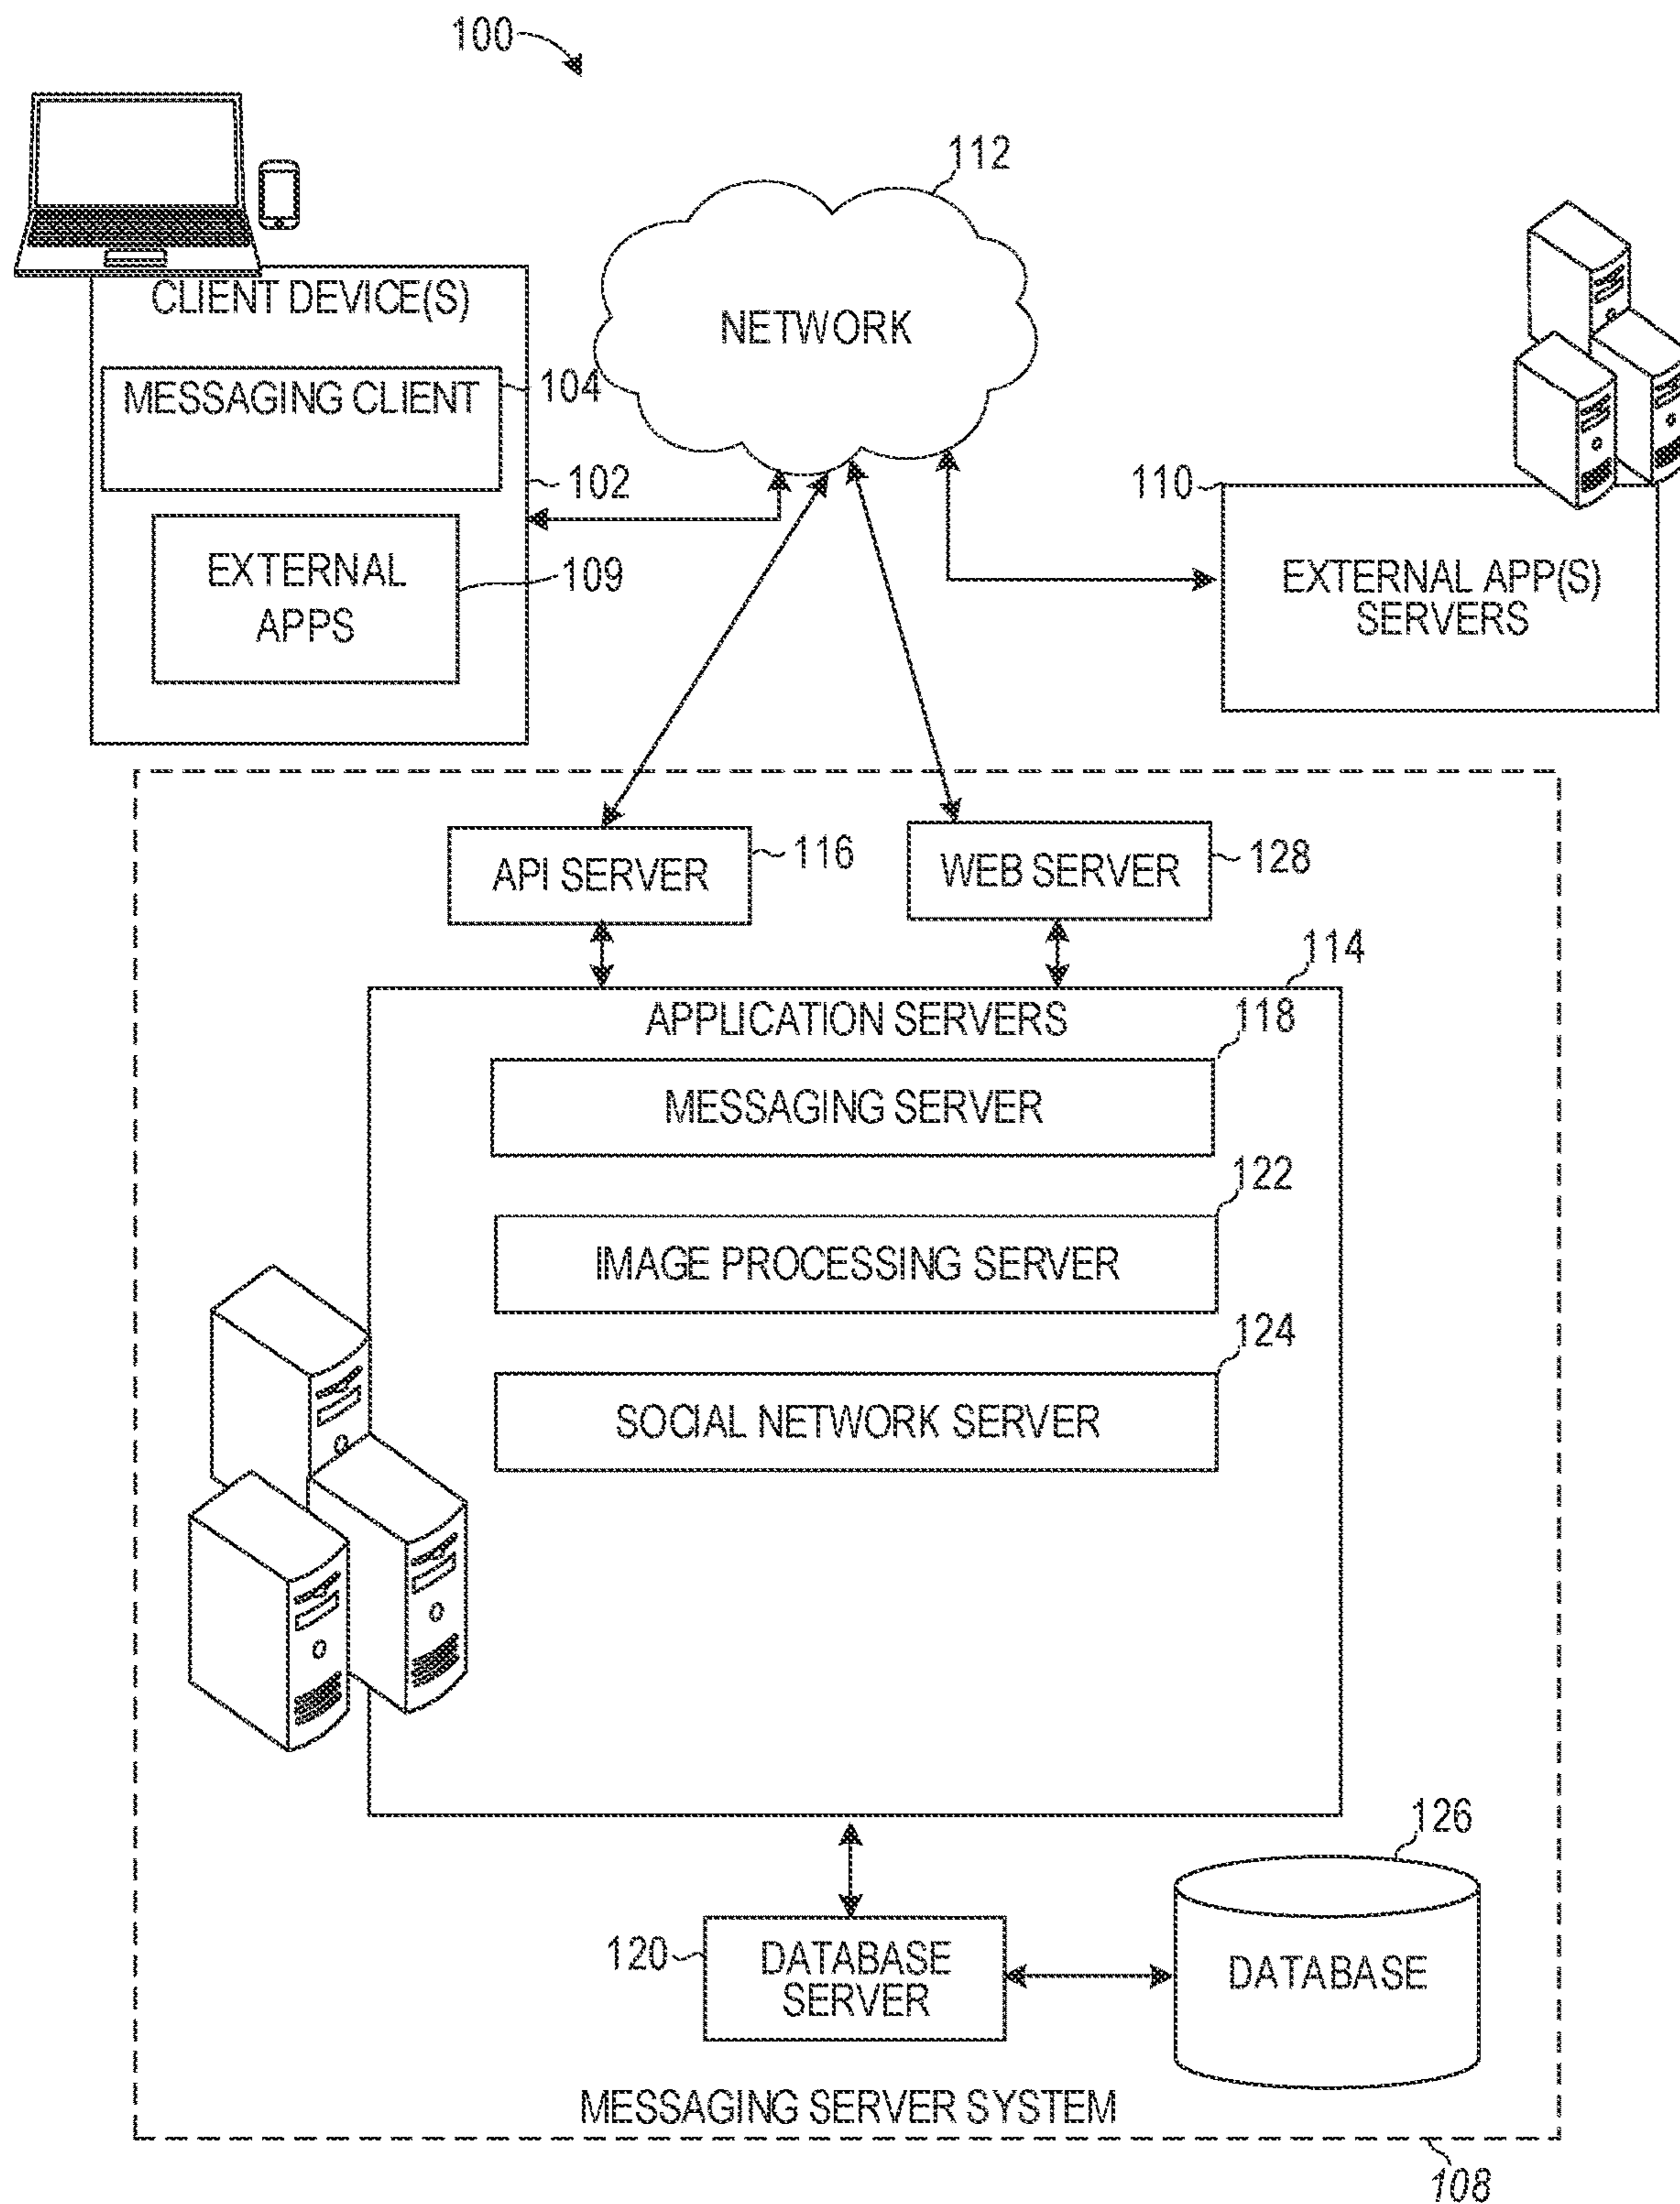 100
112
CLIENT DEVICE(S)
NETWORK
MESSAGING CLIENT
104
102
110
EXTERNAL
APPS
109
EXTERNAL APP(S)
SERVERS
API SERVER
116
WEB SERVER
128
114
APPLICATION SERVERS
118
MESSAGING SERVER
122
IMAGE PROCESSING SERVER
124
SOCIAL NETWORK SERVER
126
120
DATABASE
SERVER
DATABASE
MESSAGING SERVER SYSTEM
108